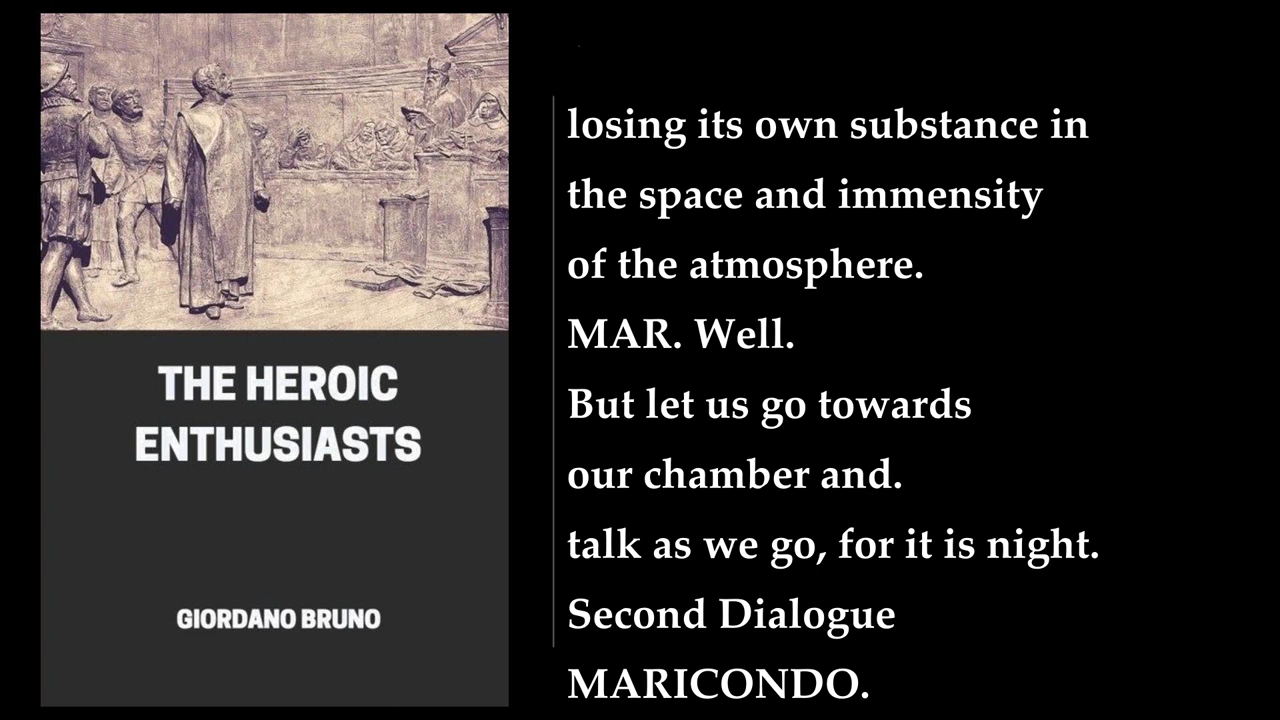 THE HEROIC
ENTHUSIASTS
GIORDANO BRUNO
losing its own substance in
the space and immensity
of the atmosphere.
MAR. Well.
But let us go towards
our chamber and.
talk as we go, for it is night.
Second Dialogue
MARICONDO.